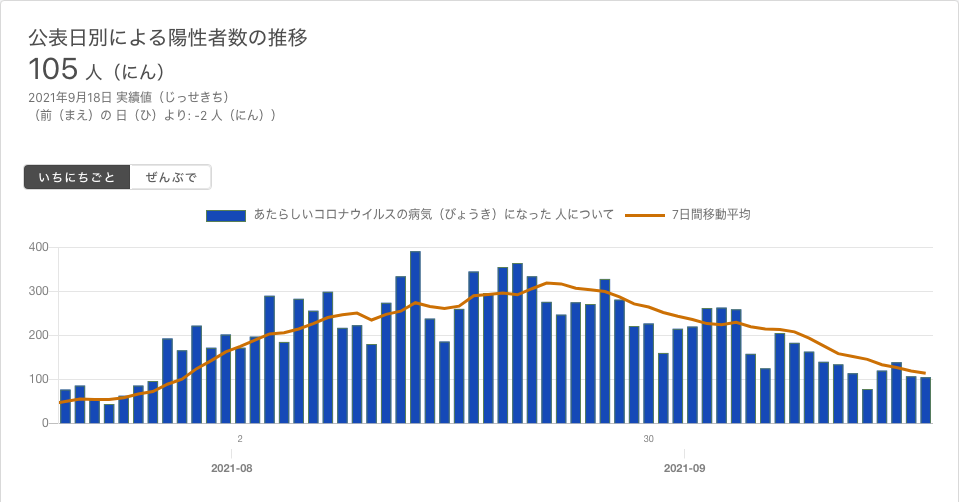 公表日別による陽性者数の推移
105 人（にん）
2021年9月18日 実績値（じっせきち）
（前（まえ）の 日（ひ）より: -2 人（にん））
いちにちごと ぜんぶで
あたらしいコロナウイルスの病気（びょうき）になった 人について 7日間移動平均
400
300
200
100
0
2 30
2021-08 2021-09